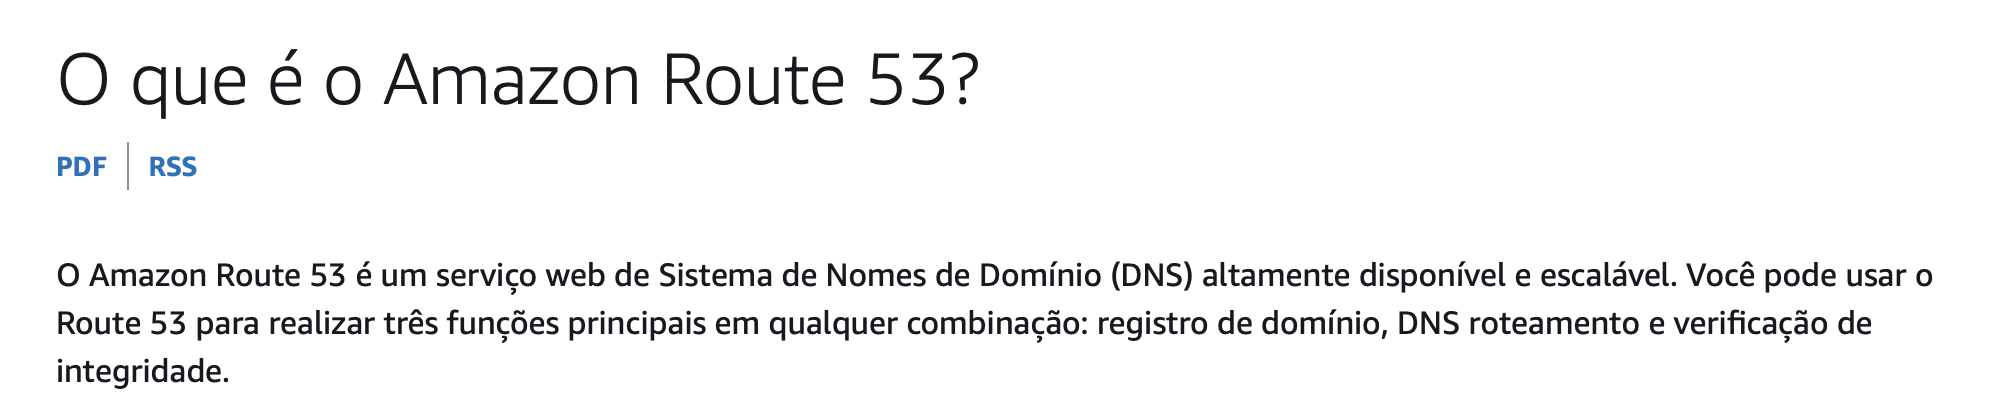 O que é o Amazon Route 53?
PDF
RSS
O Amazon Route 53 é um serviço web de Sistema de Nomes de Domínio (DNS) altamente disponível e escalável. Você pode usar o
Route 53 para realizar três funções principais em qualquer combinação: registro de domínio, DNS roteamento e verificação de
integridade.